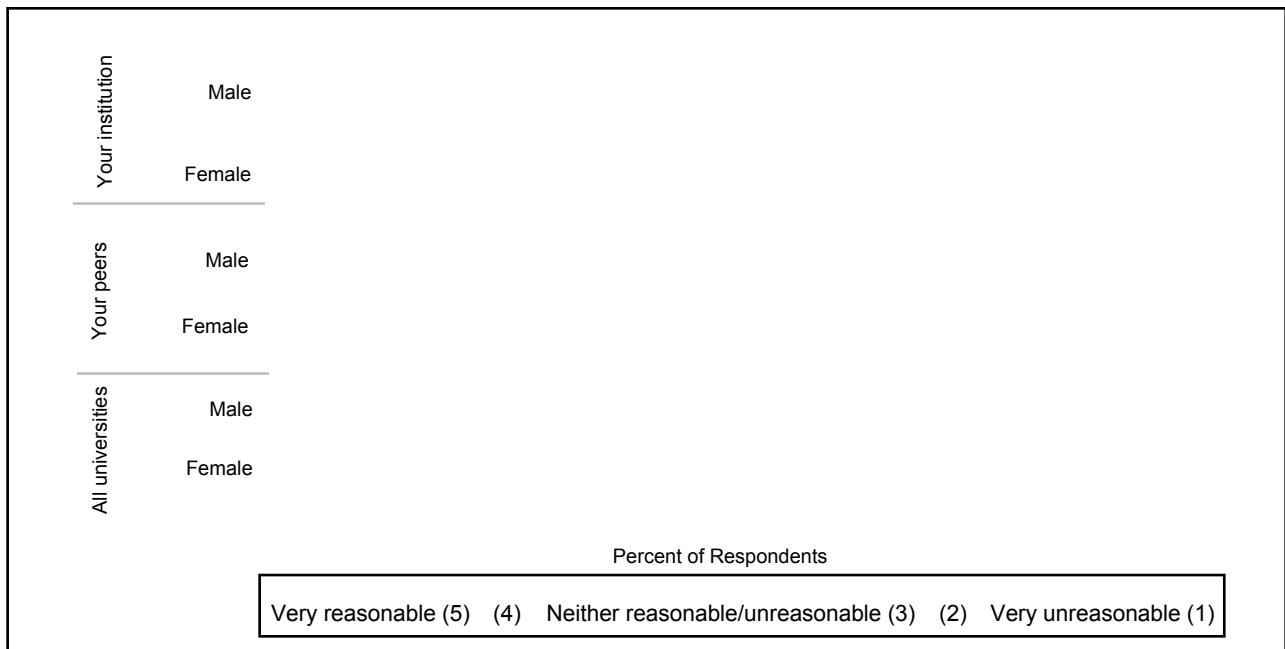 Your institution
Male
Female
Your peers
Male
Female
All universities
Male
Female
Percent of Respondents
Very reasonable (5) (4) Neither reasonable/unreasonable (3) (2) Very unreasonable (1)